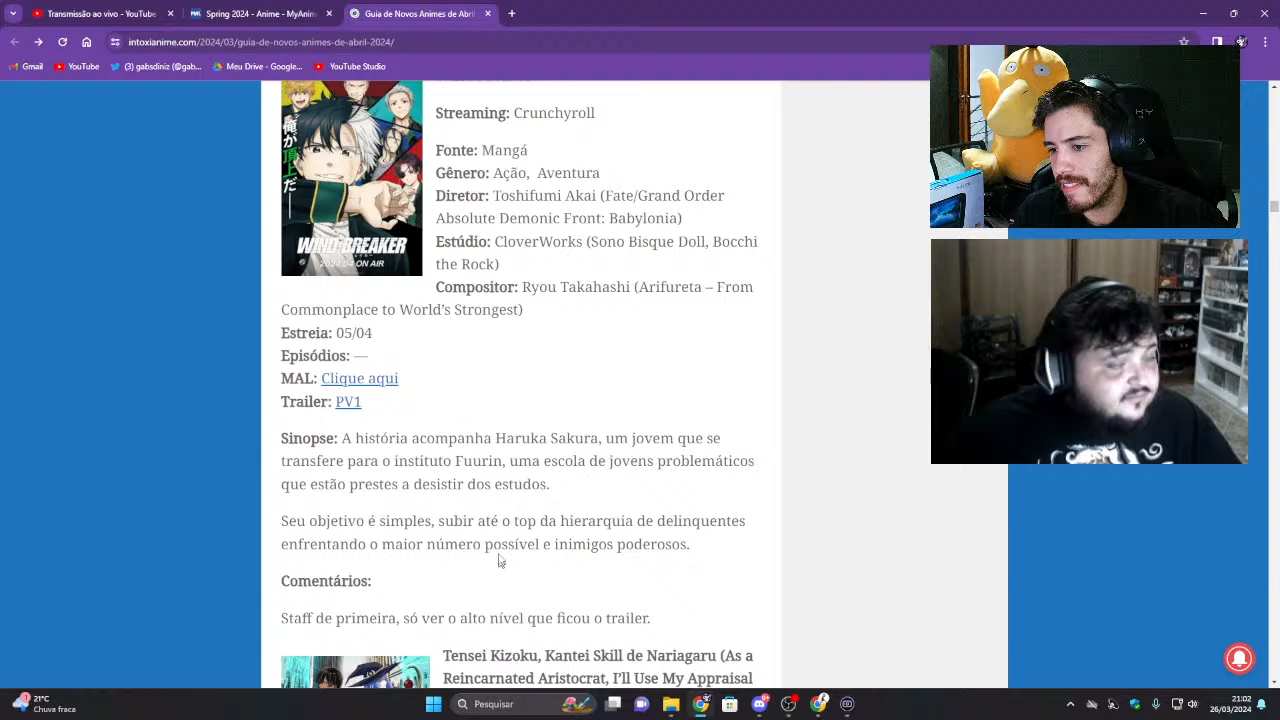 Transmissão ao Vivo - You
Spring 2024 - Anime - MyAnim
Guia de Novos Animes de Abril
intoxianime.com/2024/03/guia-de-novos-animes-de-abril-2024/
Gmail
YouTube
(3) gabsdiniz (@gab...
Meu Drive - Google...
YouTube Studio
俺が頂上だ
WIND BREAKER
2024.04 ON AIR
Streaming: Crunchyroll
Fonte: Mangá
Gênero: Ação, Aventura
Diretor: Toshifumi Akai (Fate/Grand Order
Absolute Demonic Front: Babylonia)
Estúdio: CloverWorks (Sono Bisque Doll, Bocchi
the Rock)
Compositor: Ryou Takahashi (Arifureta – From
Commonplace to World’s Strongest)
Estreia: 05/04
Episódios: —
MAL: Clique aqui
Trailer: PV1
Sinopse: A história acompanha Haruka Sakura, um jovem que se
transfere para o instituto Fuurin, uma escola de jovens problemáticos
que estão prestes a desistir dos estudos.
Seu objetivo é simples, subir até o top da hierarquia de delinquentes
enfrentando o maior número possível e inimigos poderosos.
Comentários:
Staff de primeira, só ver o alto nível que ficou o trailer.
Tensei Kizoku, Kantei Skill de Nariagaru (As a
Reincarnated Aristocrat, I’ll Use My Appraisal
21°C
Chuva fraca
Pesquisar
21:02
26/03/2024